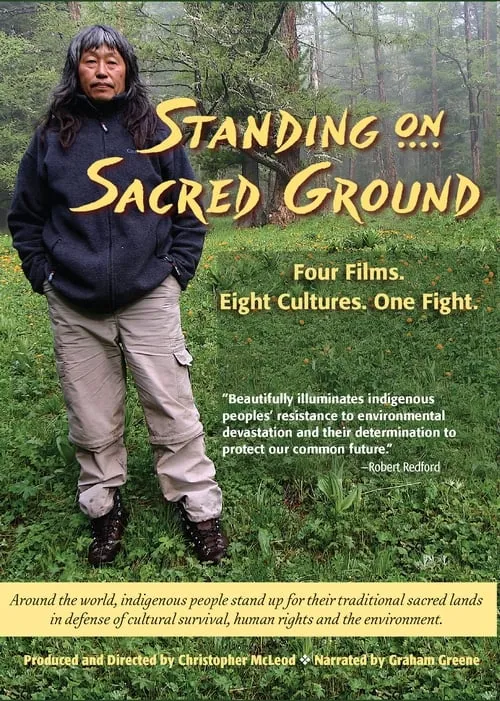 STANDING ON
SACRED GROUND
Four Films.
Eight Cultures. One Fight.
"Beautifully illuminates indigenous
peoples' resistance to environmental
devastation and their determination to
protect our common future."
—Robert Redford
Around the world, indigenous people stand up for their traditional sacred lands
in defense of cultural survival, human rights and the environment.
Produced and Directed by Christopher McLeod ❖ Narrated by Graham Greene